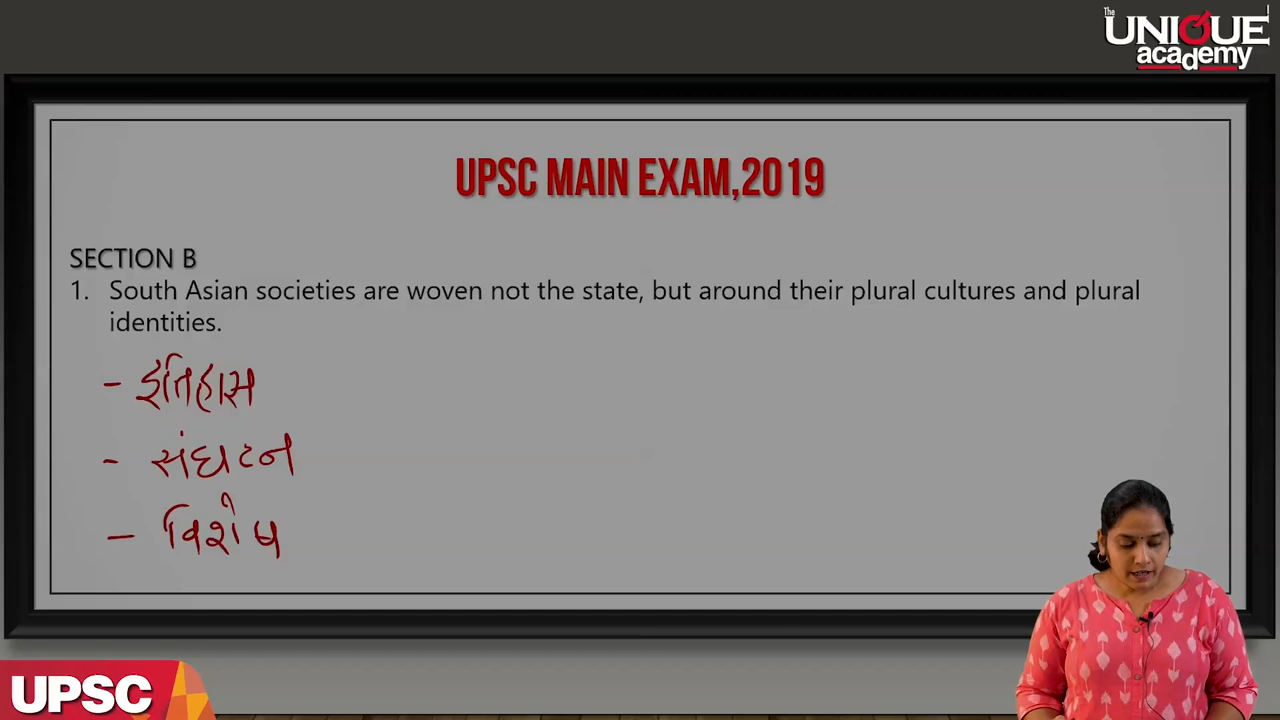 The
UNIQUE
academy
UPSC MAIN EXAM,2019
SECTION B
1. South Asian societies are woven not the state, but around their plural cultures and plural
identities.
- ઇતિહાસ
- સંઘટન
- વિશેષ
UPSC